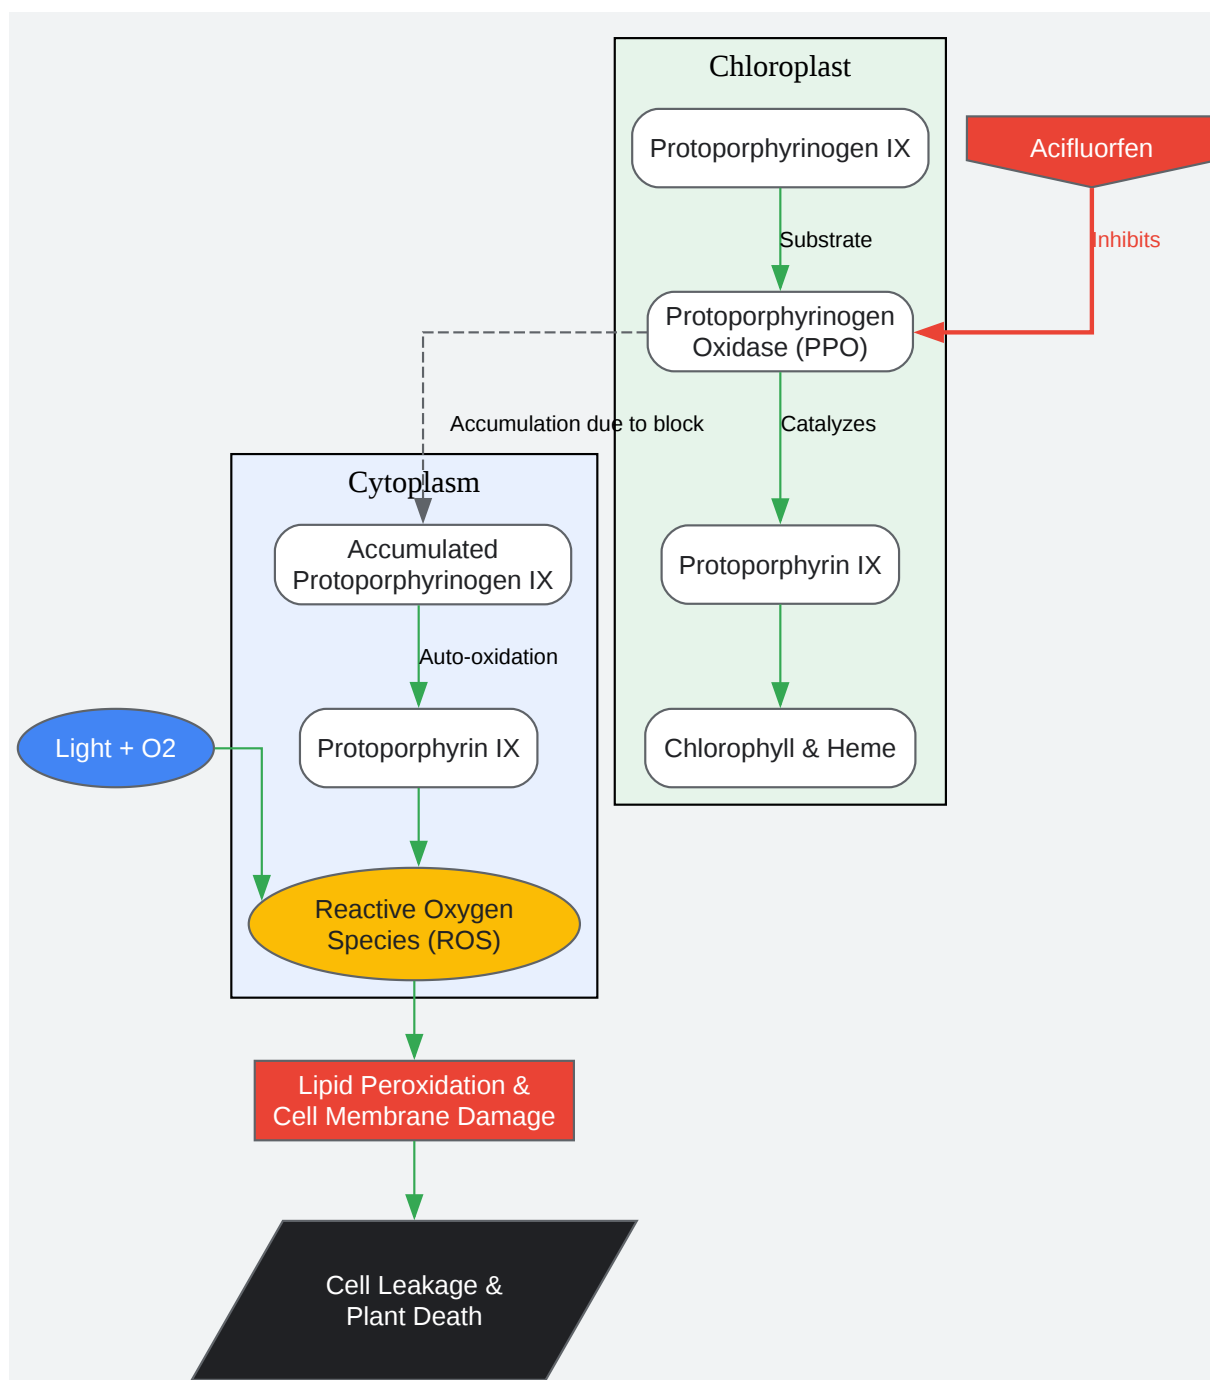 Chloroplast
Protoporphyrinogen IX
Acifluorfen
Substrate
Inhibits
Protoporphyrinogen
Oxidase (PPO)
Accumulation due to block
Catalyzes
Cytoplasm
Accumulated
Protoporphyrinogen IX
Protoporphyrin IX
Auto-oxidation
Light + O2
Protoporphyrin IX
Chlorophyll & Heme
Reactive Oxygen
Species (ROS)
Lipid Peroxidation &
Cell Membrane Damage
Cell Leakage &
Plant Death